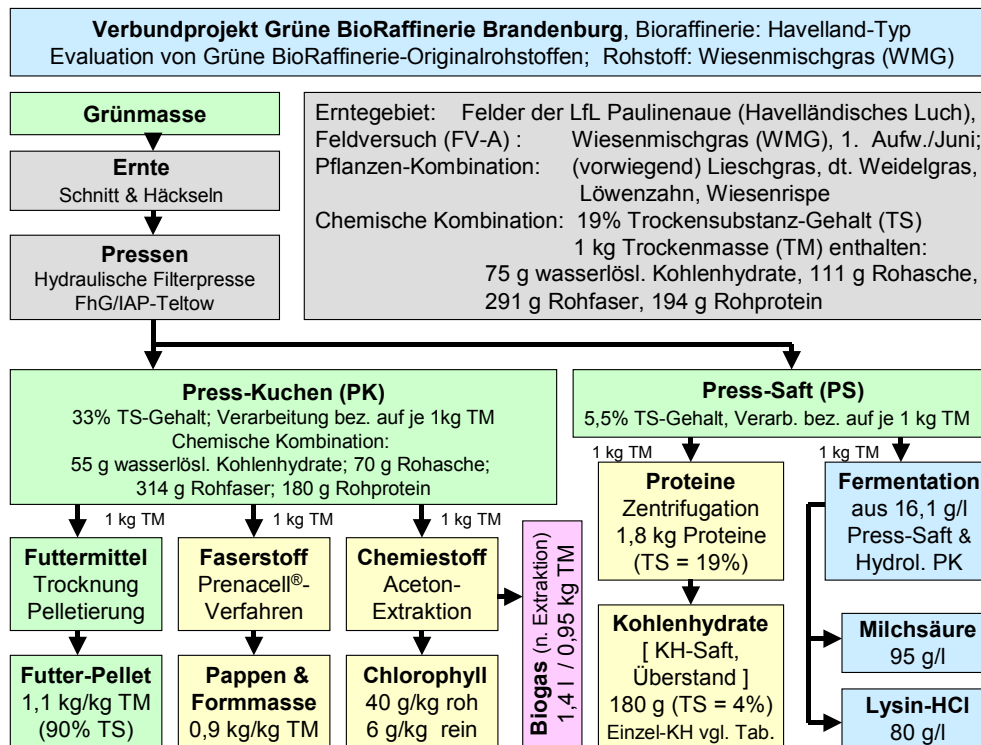 Verbundprojekt Grüne BioRaffinerie Brandenburg, Bioraffinerie: Havelland-Typ
Evaluation von Grüne BioRaffinerie-Originalrohstoffen; Rohstoff: Wiesenmischgras (WMG)
Grünmasse
Ernte
Schnitt & Häckseln
Pressen
Hydraulische Filterpresse
FhG/IAP-Teltow
Erntegebiet: Felder der LfL Paulinenaue (Havelländisches Luch),
Feldversuch (FV-A) : Wiesenmischgras (WMG), 1. Aufw./Juni;
Pflanzen-Kombination: (vorwiegend) Lieschgras, dt. Weidelgras,
Löwenzahn, Wiesenrispe
Chemische Kombination: 19% Trockensubstanz-Gehalt (TS)
1 kg Trockenmasse (TM) enthalten:
75 g wasserlösl. Kohlenhydrate, 111 g Rohasche,
291 g Rohfaser, 194 g Rohprotein
Press-Kuchen (PK)
33% TS-Gehalt; Verarbeitung bez. auf je 1kg TM
Chemische Kombination:
55 g wasserlösl. Kohlenhydrate; 70 g Rohasche;
314 g Rohfaser; 180 g Rohprotein
Press-Saft (PS)
5,5% TS-Gehalt, Verarb. bez. auf je 1 kg TM
1 kg TM
1 kg TM
1 kg TM
Futtermittel
Trocknung
Pelletierung
Faserstoff
Prenacell®-
Verfahren
Chemiestoff
Aceton-
Extraktion
Futter-Pellet
1,1 kg/kg TM
(90% TS)
Pappen &
Formmasse
0,9 kg/kg TM
Chlorophyll
40 g/kg roh
6 g/kg rein
Biogas (n. Extraktion)
1,4 l / 0,95 kg TM
1 kg TM
1 kg TM
Proteine
Zentrifugation
1,8 kg Proteine
(TS = 19%)
Kohlenhydrate
[ KH-Saft,
Überstand ]
180 g (TS = 4%)
Einzel-KH vgl. Tab.
Fermentation
aus 16,1 g/l
Press-Saft &
Hydrol. PK
Milchsäure
95 g/l
Lysin-HCl
80 g/l